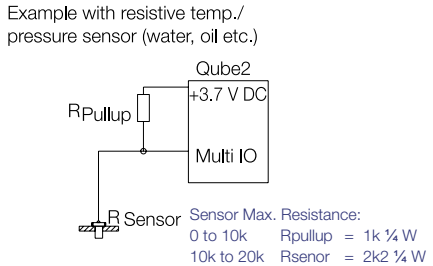 Example with resistive temp./
pressure sensor (water, oil etc.)
Qube2
+3.7 V DC
RPullup
Multi IO
R Sensor
Sensor Max. Resistance:
0 to 10k Rpullup = 1k ¼ W
10k to 20k Rsenor = 2k2 ¼ W